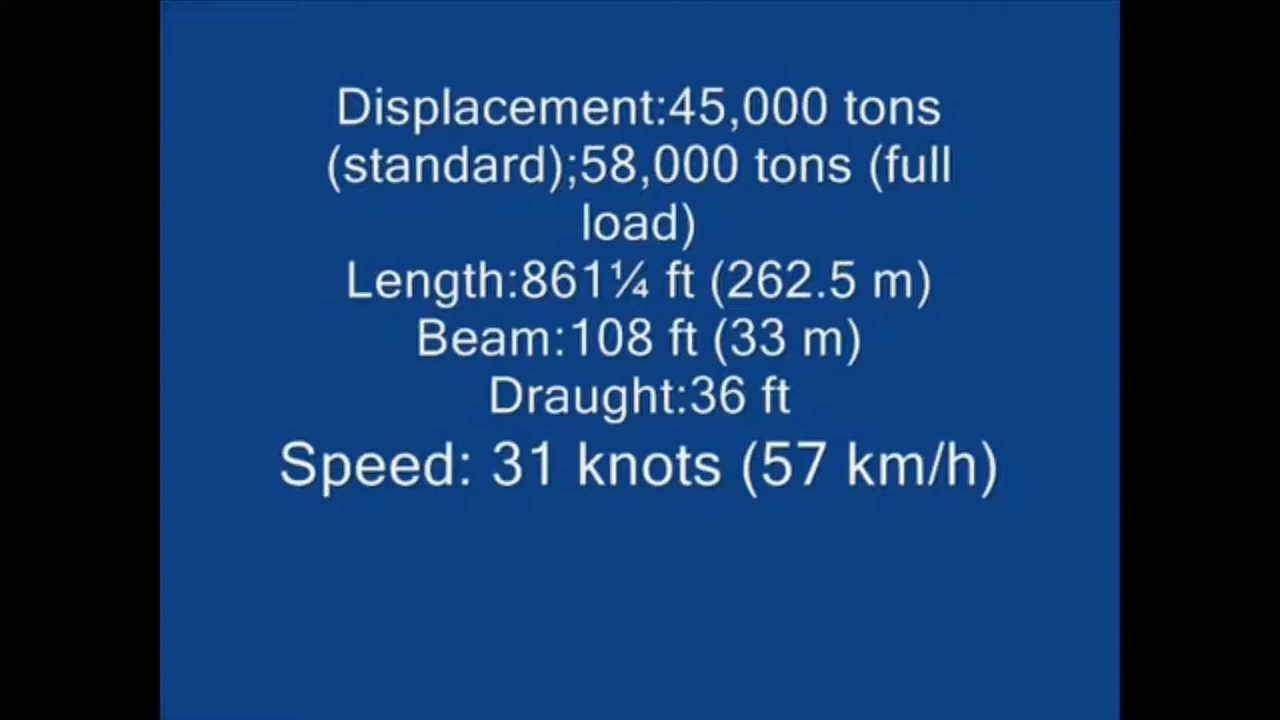 Displacement:45,000 tons
(standard);58,000 tons (full
load)
Length:861¼ ft (262.5 m)
Beam:108 ft (33 m)
Draught:36 ft
Speed: 31 knots (57 km/h)